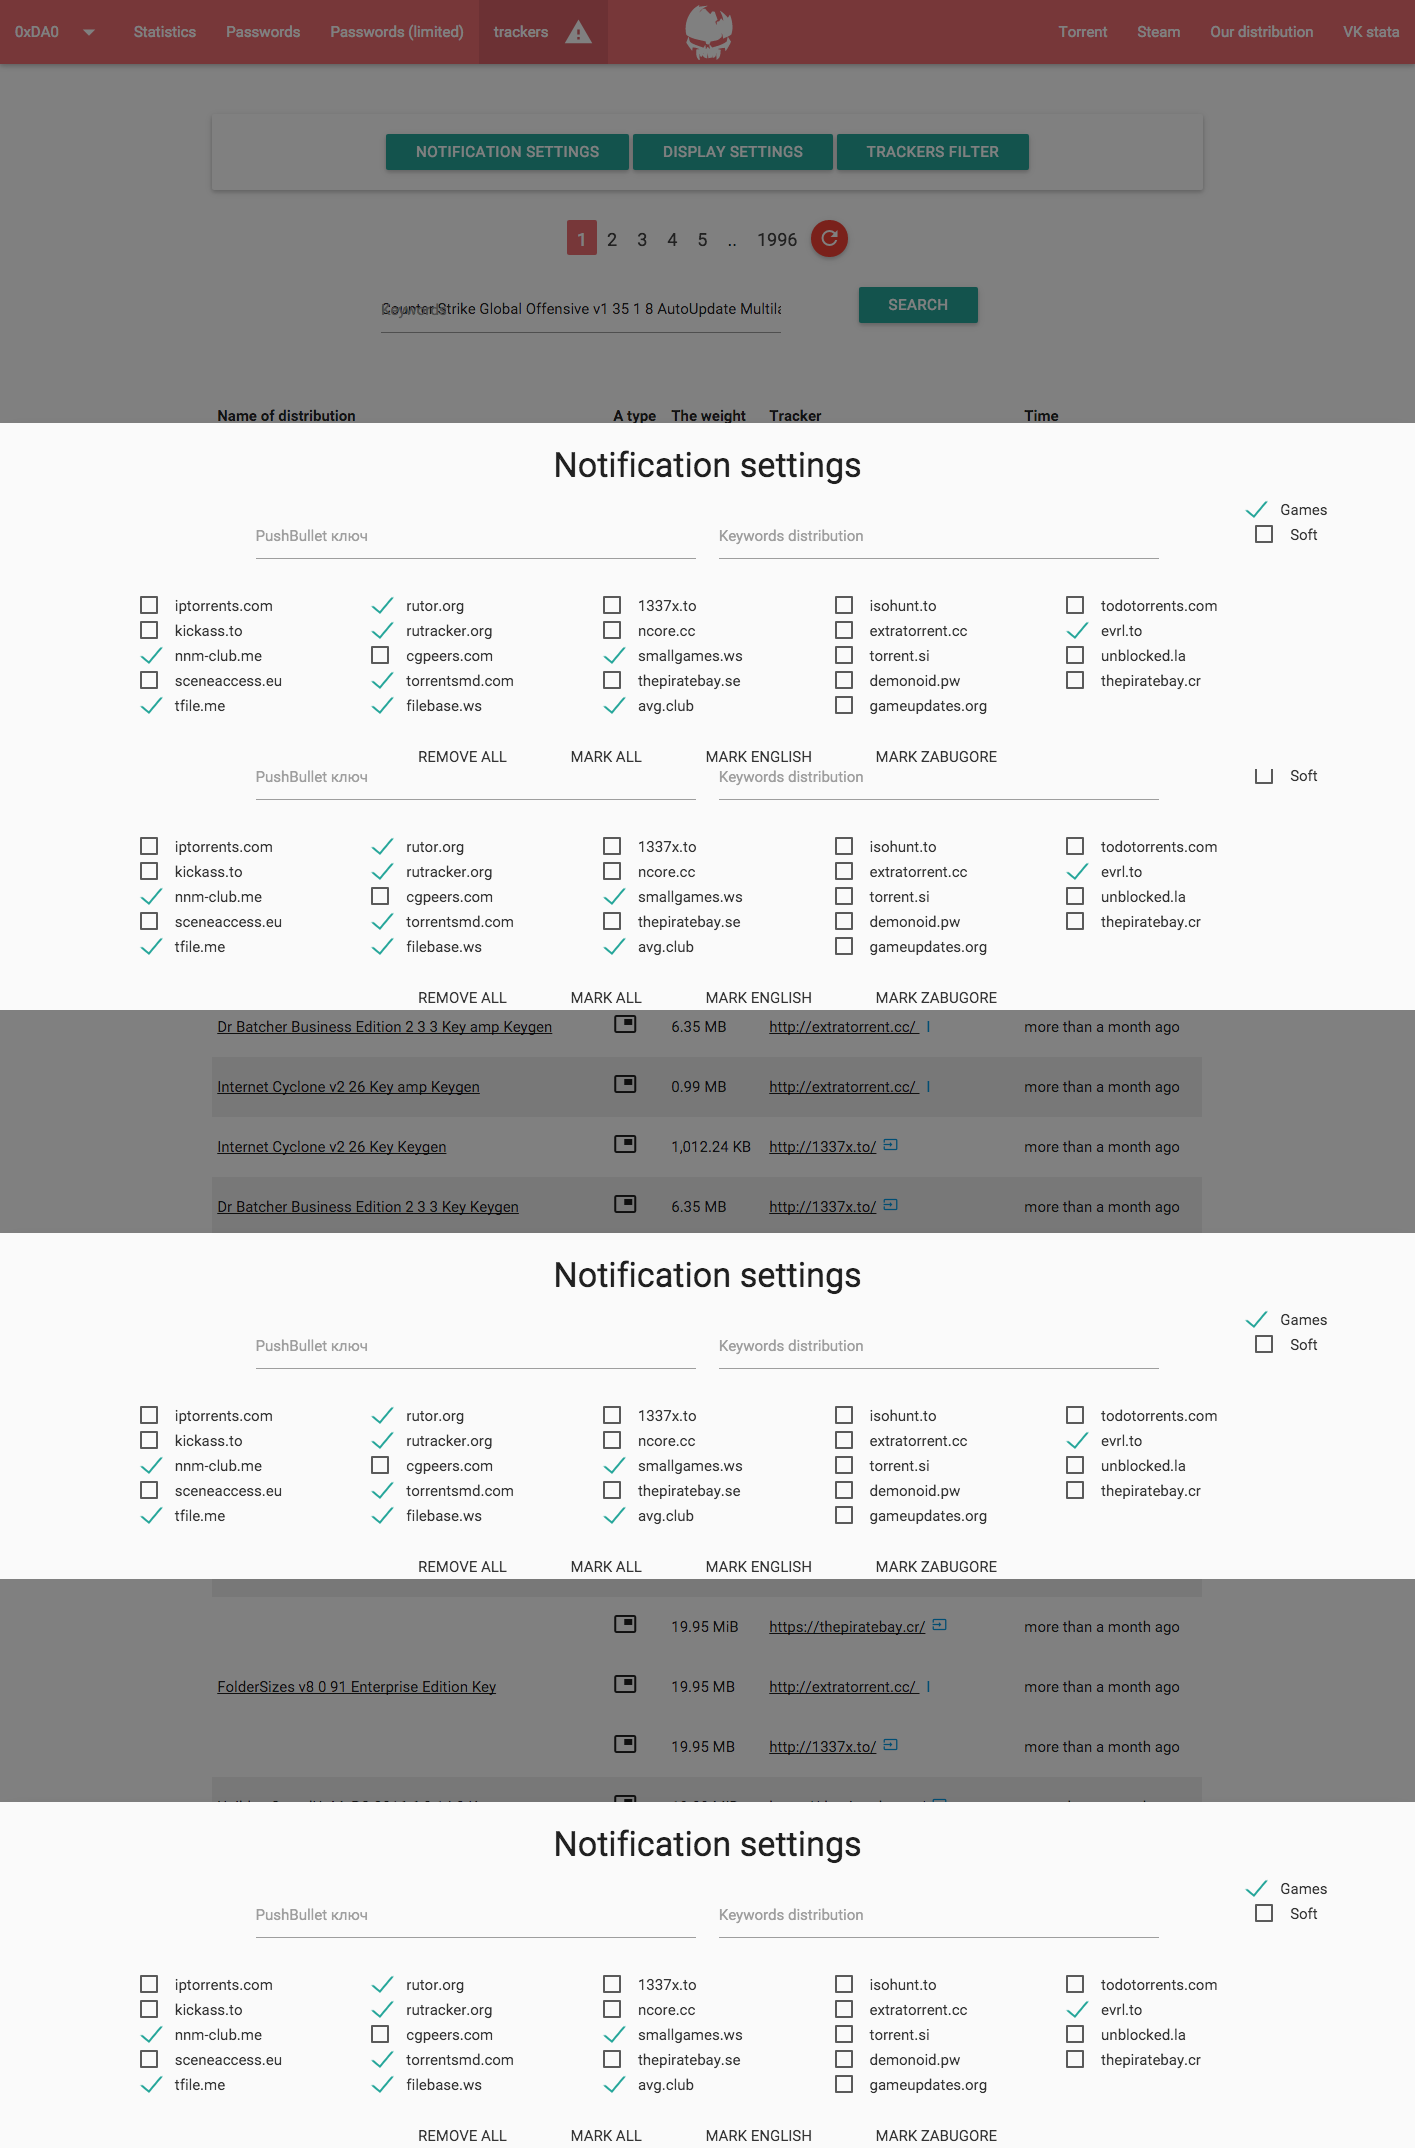 0xDA0 Statistics Passwords Passwords (limited) trackers Torrent Steam Our distribution VK stata
NOTIFICATION SETTINGS DISPLAY SETTINGS TRACKERS FILTER
1 2 3 4 5 .. 1996
Keywords
Counter Strike Global Offensive v1 35 1 8 AutoUpdate Multila SEARCH
Name of distribution A type The weight Tracker Time
Notification settings
Games
PushBullet ключ Keywords distribution Soft
iptorrents.com rutor.org 1337x.to isohunt.to todotorrents.com
kickass.to rutracker.org ncore.cc extratorrent.cc evrl.to
nnm-club.me cgpeers.com smallgames.ws torrent.si unblocked.la
sceneaccess.eu torrentsmd.com thepiratebay.se demonoid.pw thepiratebay.cr
tfile.me filebase.ws avg.club gameupdates.org
REMOVE ALL MARK ALL MARK ENGLISH MARK ZABUGORE
PushBullet ключ Keywords distribution Soft
iptorrents.com rutor.org 1337x.to isohunt.to todotorrents.com
kickass.to rutracker.org ncore.cc extratorrent.cc evrl.to
nnm-club.me cgpeers.com smallgames.ws torrent.si unblocked.la
sceneaccess.eu torrentsmd.com thepiratebay.se demonoid.pw thepiratebay.cr
tfile.me filebase.ws avg.club gameupdates.org
REMOVE ALL MARK ALL MARK ENGLISH MARK ZABUGORE
Dr Batcher Business Edition 2 3 3 Key amp Keygen 6.35 MB http://extratorrent.cc/ more than a month ago
Internet Cyclone v2 26 Key amp Keygen 0.99 MB http://extratorrent.cc/ more than a month ago
Internet Cyclone v2 26 Key Keygen 1,012.24 KB http://1337x.to/ more than a month ago
Dr Batcher Business Edition 2 3 3 Key Keygen 6.35 MB http://1337x.to/ more than a month ago
Notification settings
Games
PushBullet ключ Keywords distribution Soft
iptorrents.com rutor.org 1337x.to isohunt.to todotorrents.com
kickass.to rutracker.org ncore.cc extratorrent.cc evrl.to
nnm-club.me cgpeers.com smallgames.ws torrent.si unblocked.la
sceneaccess.eu torrentsmd.com thepiratebay.se demonoid.pw thepiratebay.cr
tfile.me filebase.ws avg.club gameupdates.org
REMOVE ALL MARK ALL MARK ENGLISH MARK ZABUGORE
19.95 MiB https://thepiratebay.cr/ more than a month ago
FolderSizes v8 0 91 Enterprise Edition Key 19.95 MB http://extratorrent.cc/ more than a month ago
19.95 MB http://1337x.to/ more than a month ago
Notification settings
Games
PushBullet ключ Keywords distribution Soft
iptorrents.com rutor.org 1337x.to isohunt.to todotorrents.com
kickass.to rutracker.org ncore.cc extratorrent.cc evrl.to
nnm-club.me cgpeers.com smallgames.ws torrent.si unblocked.la
sceneaccess.eu torrentsmd.com thepiratebay.se demonoid.pw thepiratebay.cr
tfile.me filebase.ws avg.club gameupdates.org
REMOVE ALL MARK ALL MARK ENGLISH MARK ZABUGORE